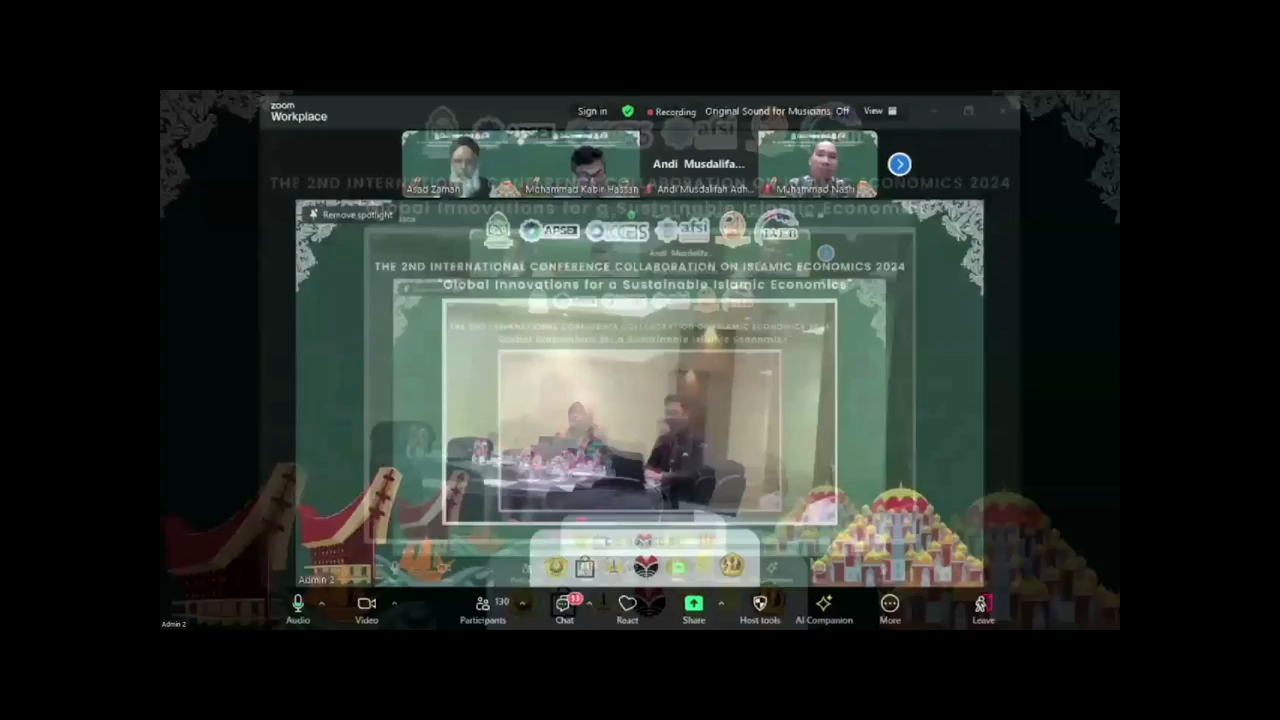 zoom
Workplace
Sign in
Recording
Original Sound for Musicians: Off
View
Andi Musdalifa...
Asad Zaman
Mohammad Kabir Hassan
Andi Musdalifah Adh...
Muhammad Nasri
Remove spotlight
APSEI
afsi
THE 2ND INTERNATIONAL CONFERENCE COLLABORATION ON ISLAMIC ECONOMICS 2024
"Global Innovations for a Sustainable Islamic Economics"
Admin 2
130
33
Audio
Video
Participants
Chat
React
Share
Host tools
AI Companion
More
Leave
Admin 2